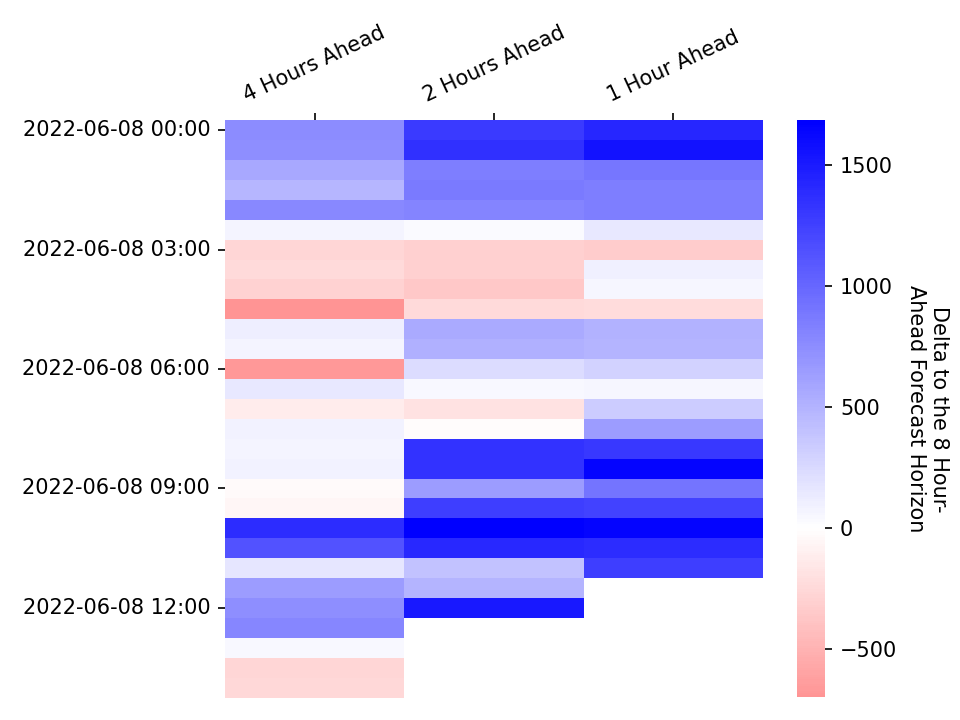 4 Hours Ahead
2 Hours Ahead
1 Hour Ahead
2022-06-08 00:00
2022-06-08 03:00
2022-06-08 06:00
2022-06-08 09:00
2022-06-08 12:00
1500
1000
500
0
−500
Delta to the 8 Hour-
Ahead Forecast Horizon